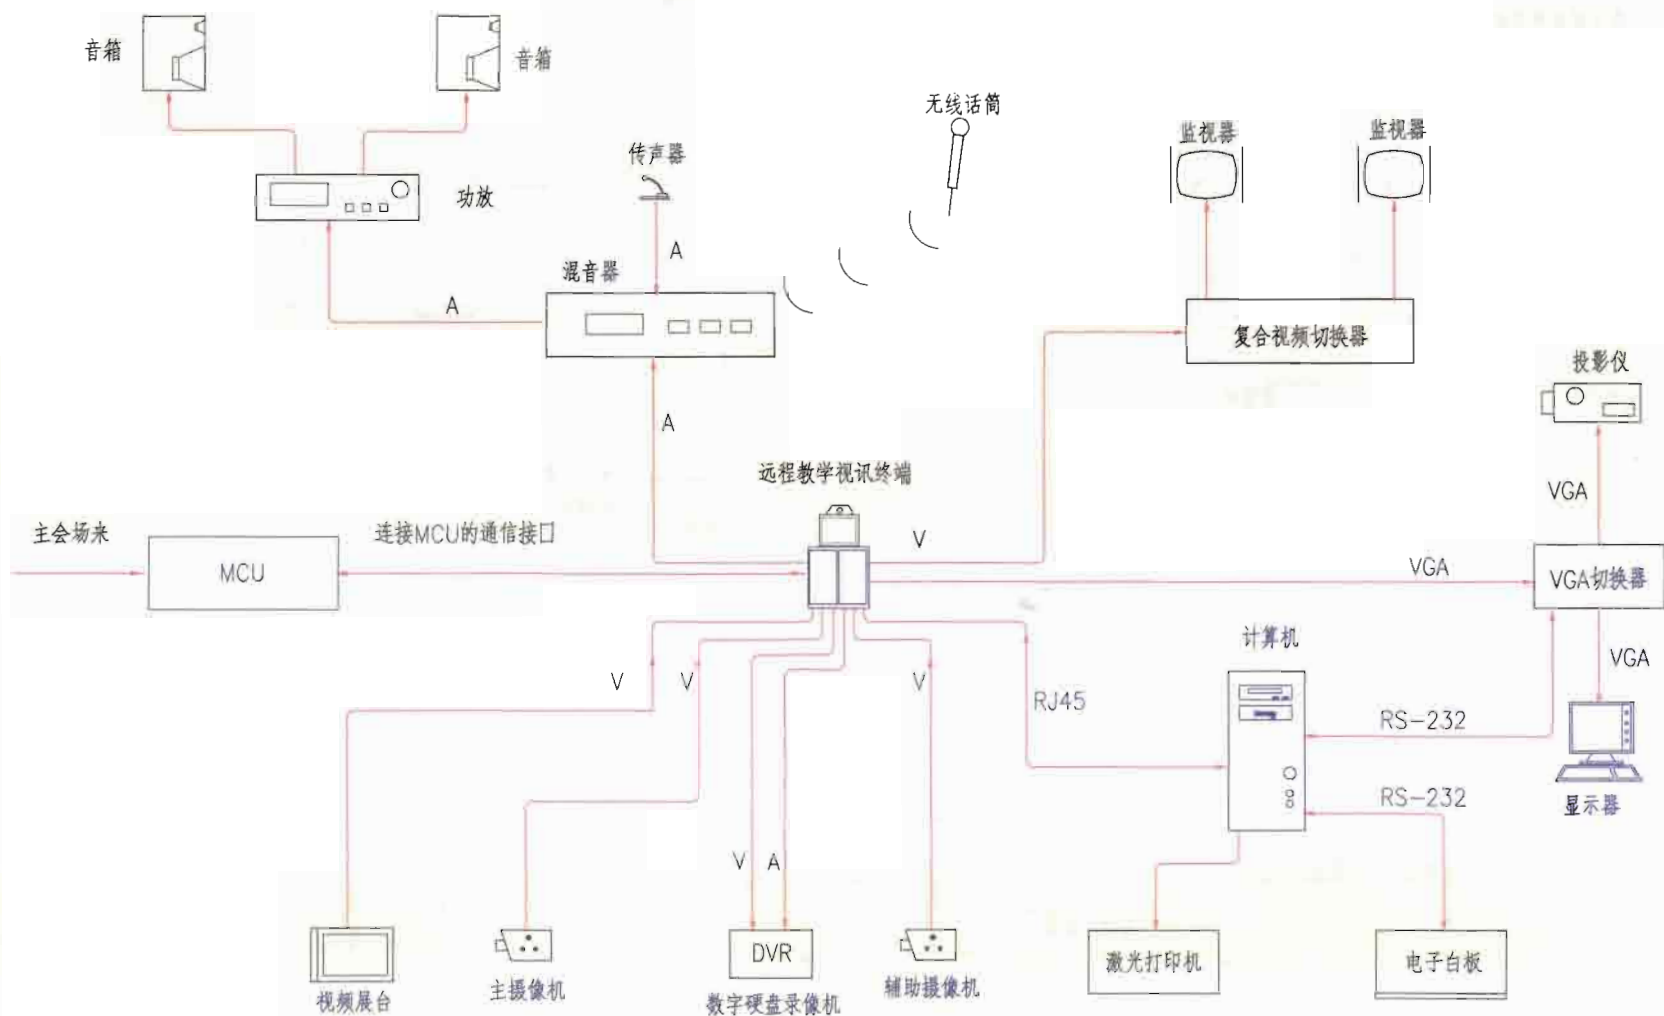 音箱
音箱
无线话筒
监视器
监视器
传声器
功放
A
混音器
A
复合视频切换器
投影仪
A
远程教学视讯终端
VGA
主会场来
连接MCU的通信接口
V
MCU
VGA
VGA切换器
计算机
VGA
V
V
V
RJ45
RS-232
RS-232
显示器
V
A
DVR
激光打印机
电子白板
视频展台
主摄像机
数字硬盘录像机
辅助摄像机